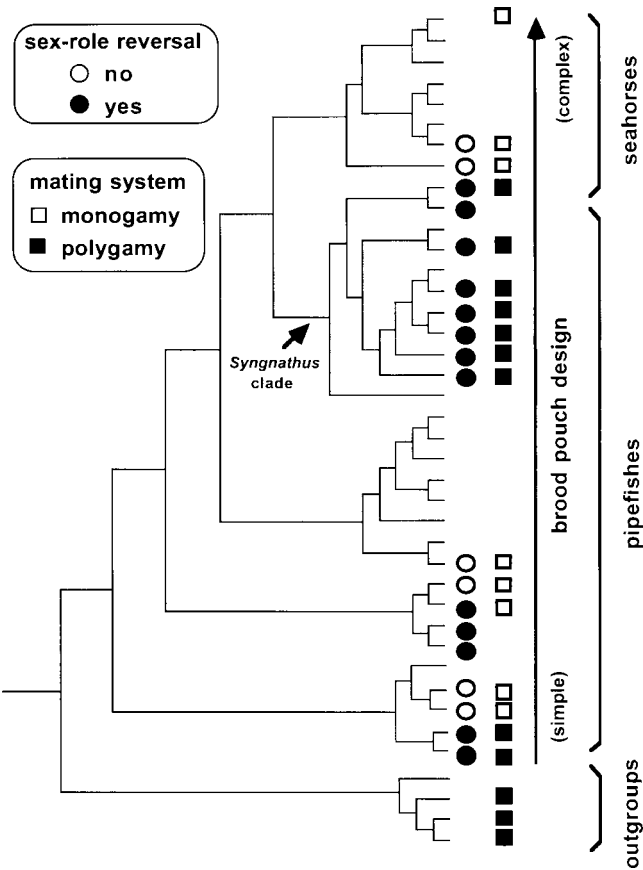 sex-role reversal
no
yes
mating system
monogamy
polygamy
Syngnathus
clade
(complex)
brood pouch design
(simple)
seahorses
pipefishes
outgroups